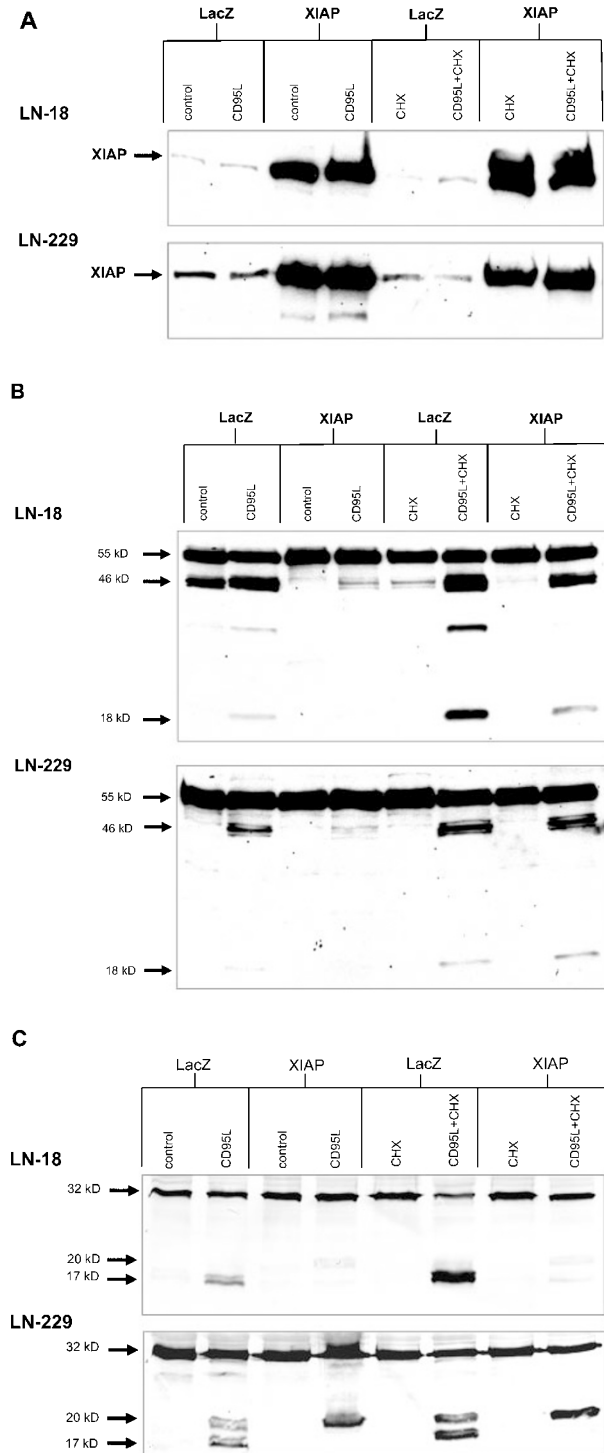 A
LacZ XIAP LacZ XIAP
control CD95L control CD95L CHX CD95L+CHX CHX CD95L+CHX
LN-18
XIAP
LN-229
XIAP
B
LacZ XIAP LacZ XIAP
control CD95L control CD95L CHX CD95L+CHX CHX CD95L+CHX
LN-18
55 kD
46 kD
18 kD
LN-229
55 kD
46 kD
18 kD
C
LacZ XIAP LacZ XIAP
control CD95L control CD95L CHX CD95L+CHX CHX CD95L+CHX
LN-18
32 kD
20 kD
17 kD
LN-229
32 kD
20 kD
17 kD